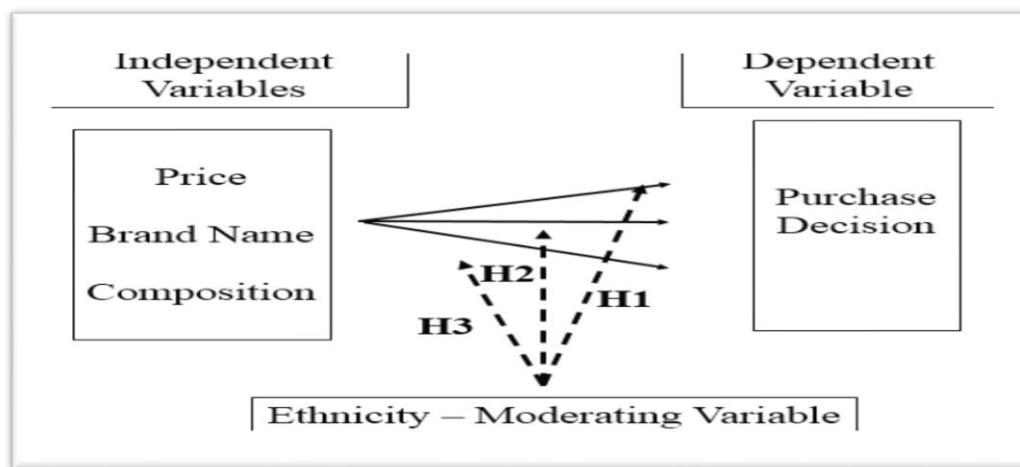 Independent
Variables
Dependent
Variable
Price
Brand Name
Composition
Purchase
Decision
H2
H1
H3
Ethnicity – Moderating Variable